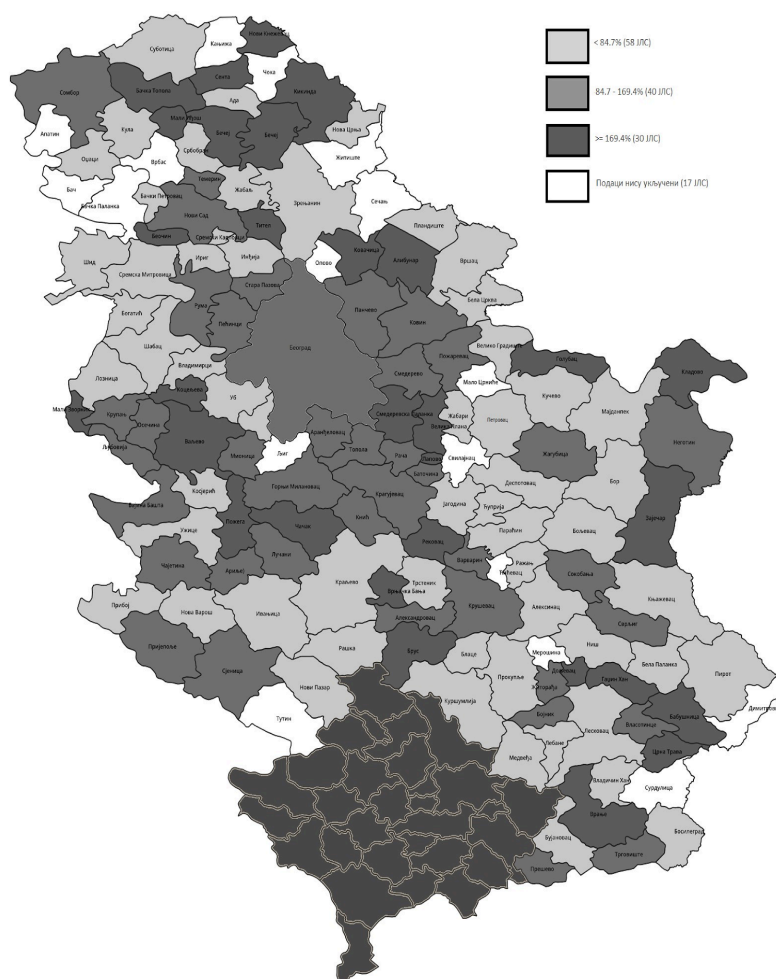 < 84.7% (58 ЈЛС)
84.7 - 169.4% (40 ЈЛС)
>= 169.4% (30 ЈЛС)
Подаци нису укључени (17 ЈЛС)
Суботица
Кањижа
Нови Кнежевац
Сомбор
Бачка Топола
Сента
Чока
Кикинда
Ада
Апатин
Кула
Мали Иђош
Бечеј
Бечеј
Нова Црња
Оџаци
Врбас
Србобран
Житиште
Бач
Бачка Паланка
Бачки Петровац
Темерин
Жабаљ
Зрењанин
Сечањ
Нови Сад
Тител
Пландиште
Беочин
Сремски Карловци
Шид
Сремска Митровица
Ириг
Инђија
Опово
Ковачица
Алибунар
Вршац
Стара Пазова
Бела Црква
Богатић
Рума
Пећинци
Панчево
Ковин
Шабац
Београд
Велико Градиште
Голубац
Лозница
Владимирци
Смедерево
Пожаревац
Мало Црниће
Кладово
Мали Зворник
Коцељева
Уб
Кучево
Мајданпек
Крупањ
Осечина
Смедеревска Паланка
Жабари
Велика Плана
Петровац
Неготин
Љубовија
Ваљево
Мионица
Љиг
Аранђеловац
Топола
Рача
Лапово
Свилајнац
Жагубица
Баточина
Косјерић
Горњи Милановац
Крагујевац
Деспотовац
Бор
Бајина Башта
Јагодина
Ћуприја
Ужице
Пожега
Чачак
Кнић
Параћин
Бољевац
Зајечар
Рековац
Чајетина
Ариље
Лучани
Варварин
Ћићевац
Ражањ
Сокобања
Краљево
Врњачка Бања
Трстеник
Књажевац
Прибој
Нова Варош
Ивањица
Крушевац
Алексинац
Александровац
Сврљиг
Пријепоље
Рашка
Брус
Блаце
Мерошина
Ниш
Бела Паланка
Сјеница
Нови Пазар
Прокупље
Дољевац
Житорађа
Гаџин Хан
Пирот
Куршумлија
Бојник
Власотинце
Бабушница
Димитровград
Тутин
Лебане
Лесковац
Медвеђа
Црна Трава
Владичин Хан
Сурдулица
Врање
Бујановац
Босилеград
Прешево
Трговиште